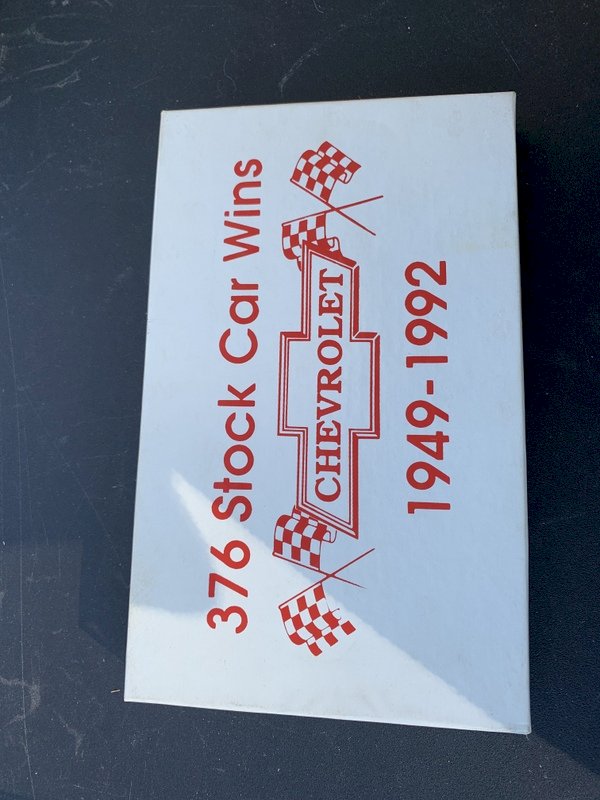 376 Stock Car Wins
CHEVROLET
1949-1992